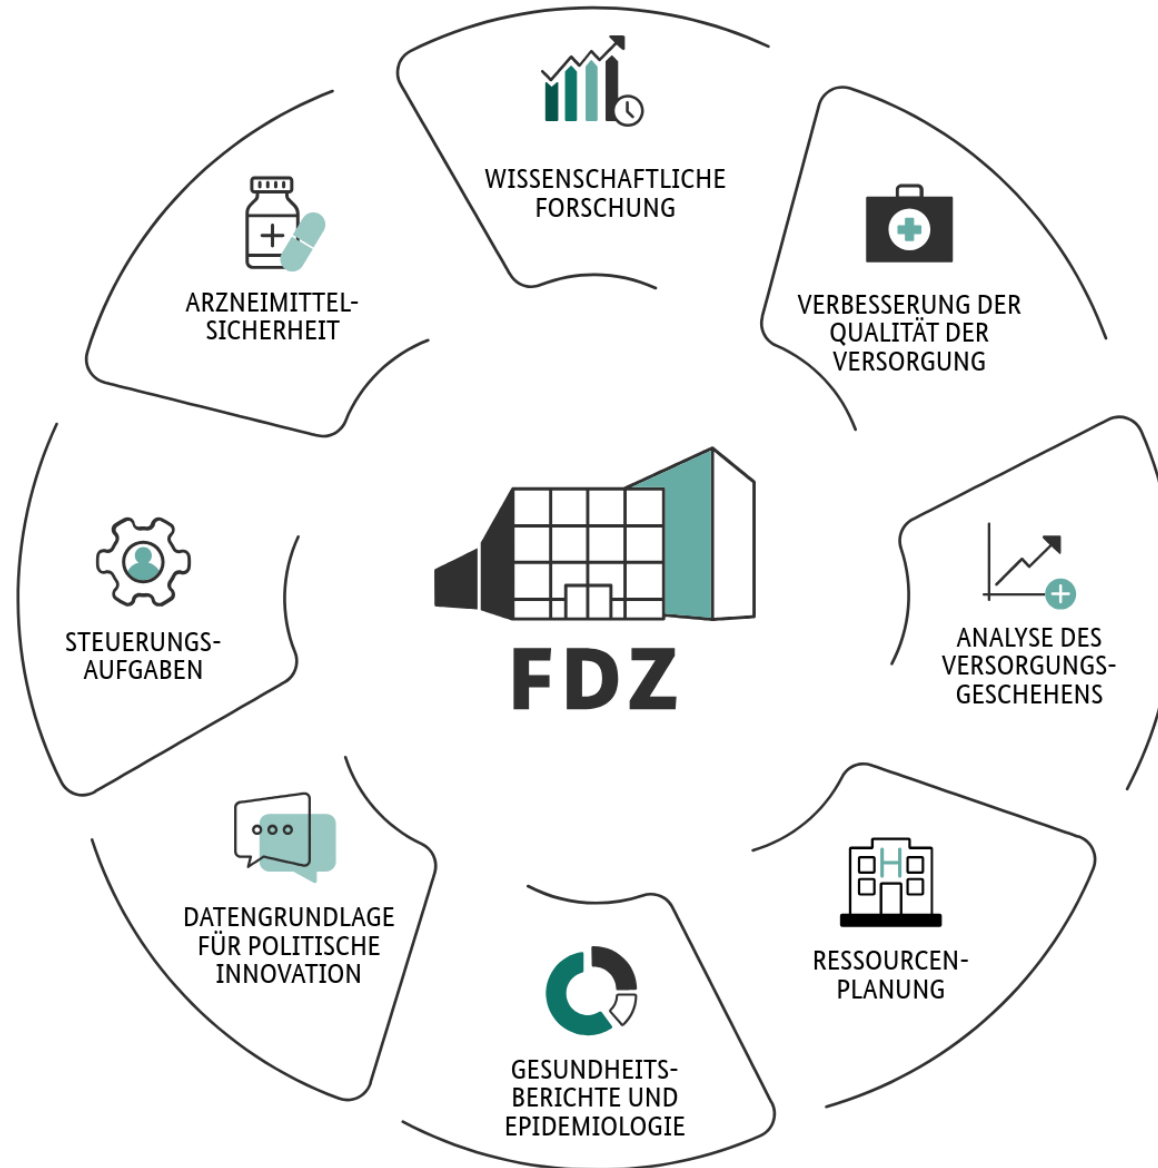 WISSENSCHAFTLICHE
FORSCHUNG
VERBESSERUNG DER
QUALITÄT DER
VERSORGUNG
ANALYSE DES
VERSORGUNGS-
GESCHEHENS
RESSOURCEN-
PLANUNG
GESUNDHEITS-
BERICHTE UND
EPIDEMIOLOGIE
DATENGRUNDLAGE
FÜR POLITISCHE
INNOVATION
STEUERUNGS-
AUFGABEN
ARZNEIMITTEL-
SICHERHEIT
FDZ
H